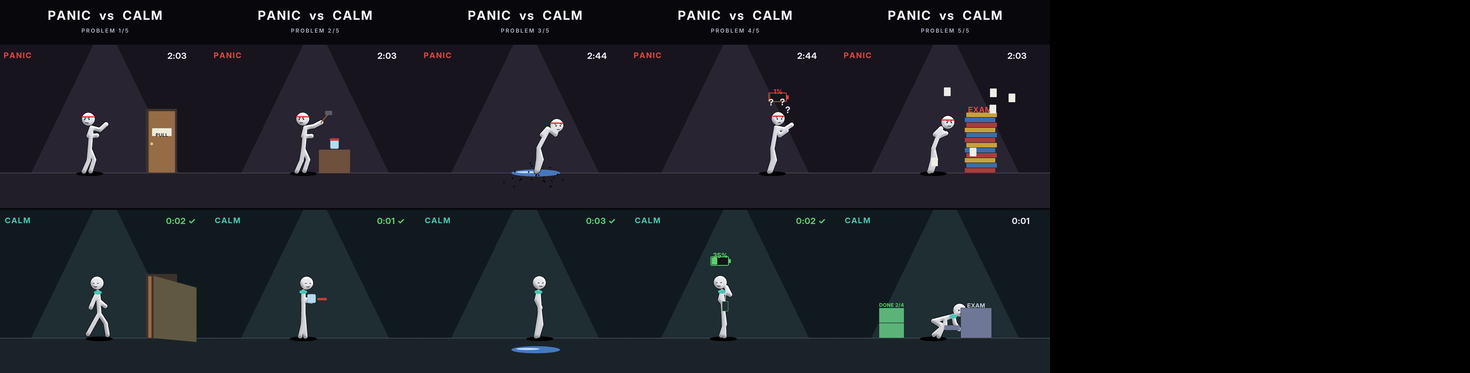 PANIC vs CALM
PROBLEM 1/5
PANIC
2:03
PULL
CALM
0:02 ✓
PANIC vs CALM
PROBLEM 2/5
PANIC
2:03
CALM
0:01 ✓
PANIC vs CALM
PROBLEM 3/5
PANIC
2:44
CALM
0:03 ✓
PANIC vs CALM
PROBLEM 4/5
PANIC
2:44
1%
? ?
?
CALM
0:02 ✓
PANIC vs CALM
PROBLEM 5/5
PANIC
2:03
EXAM
CALM
0:01
DONE 2/4
EXAM